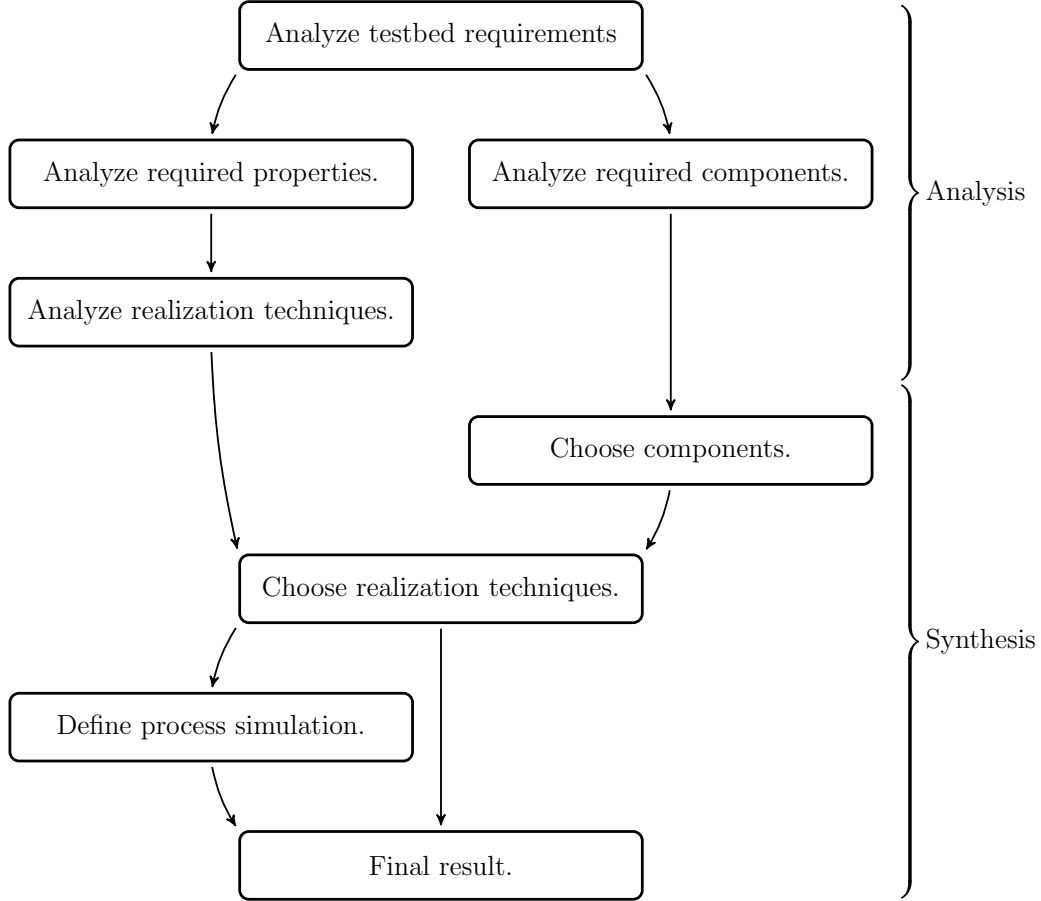 Analyze testbed requirements
Analyze required properties.
Analyze required components.
Analysis
Analyze realization techniques.
Choose components.
Choose realization techniques.
Synthesis
Define process simulation.
Final result.